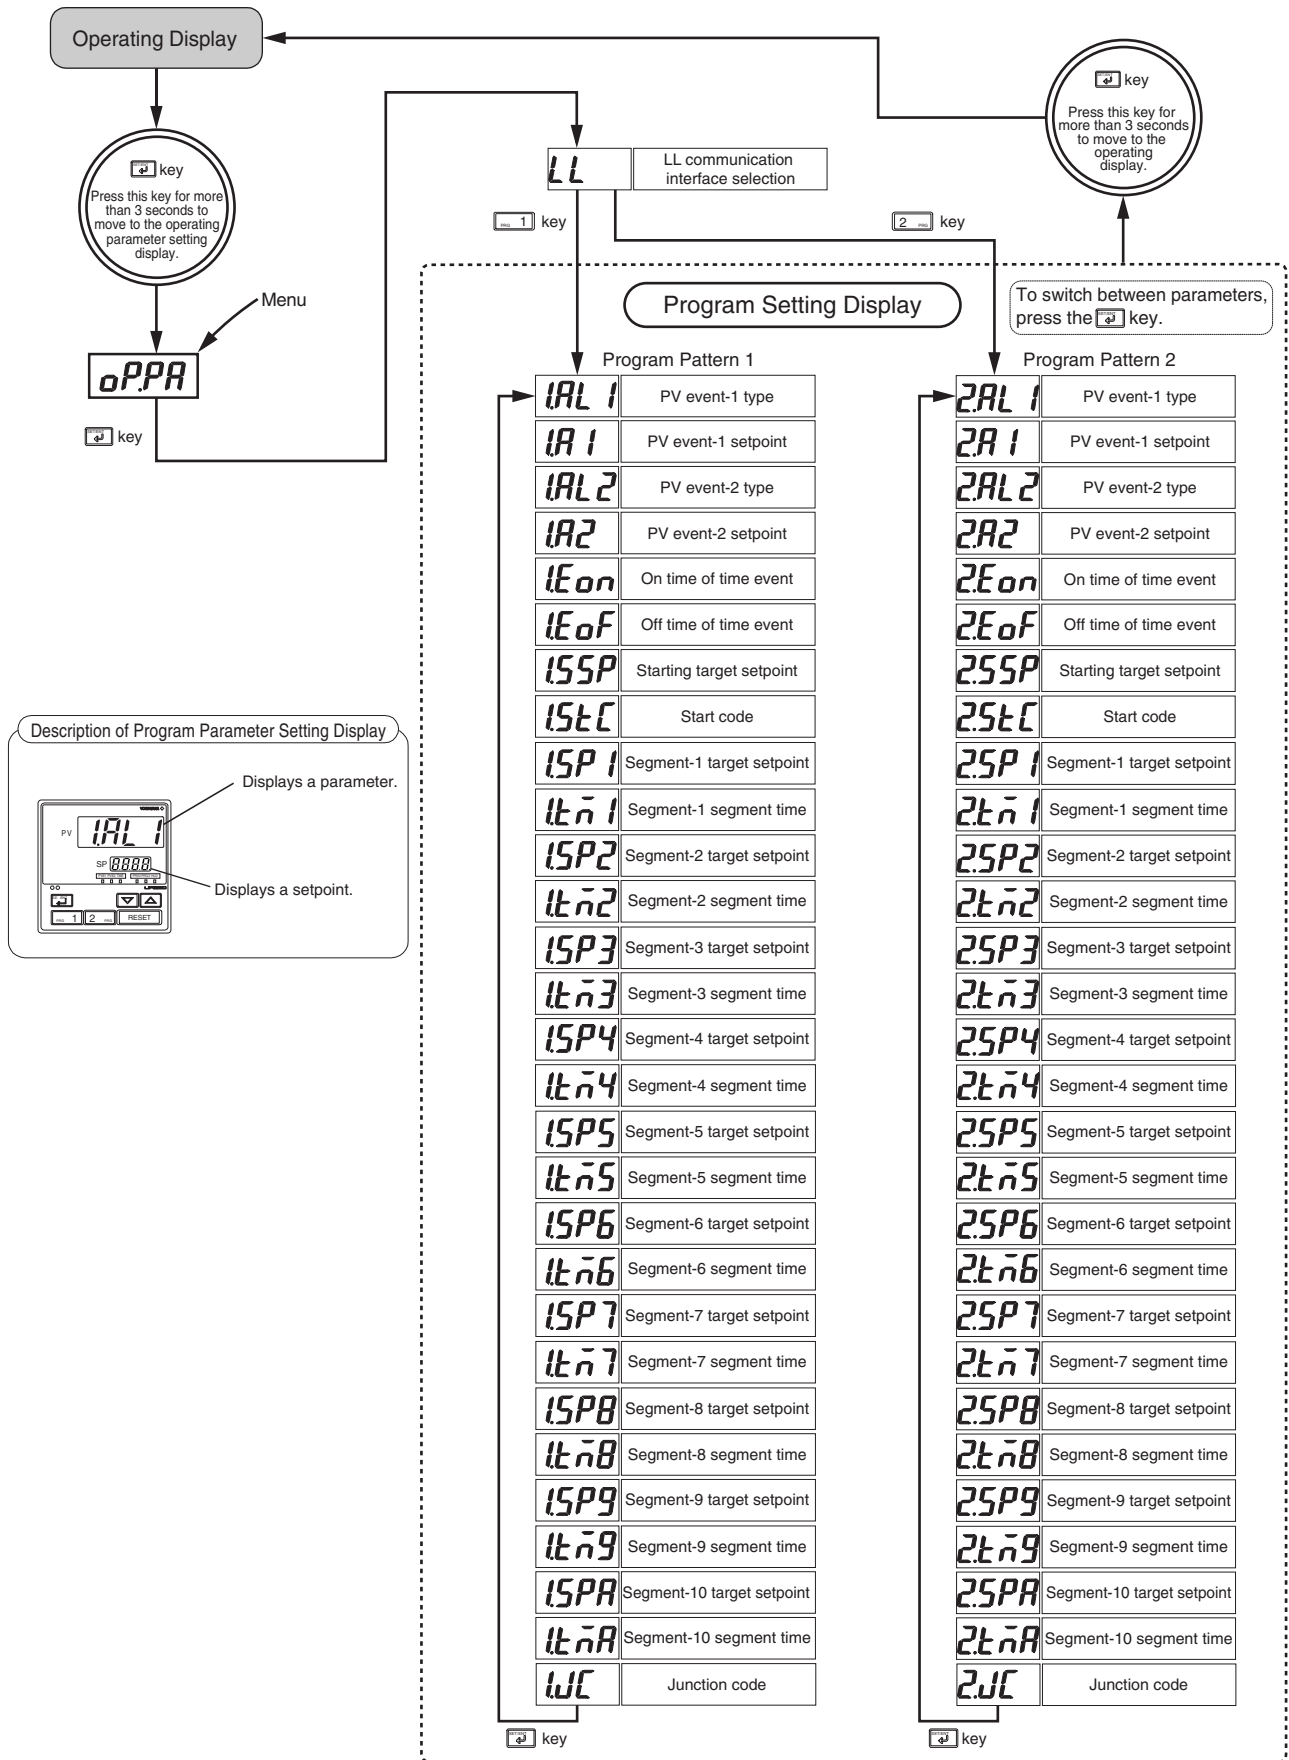 Operating Display
key
Press this key for more
than 3 seconds to
move to the operating
parameter setting
display.
Menu
oP.PA
key
LL
LL communication
interface selection
PRG 1 key
2 PRG key
key
Press this key for
more than 3 seconds
to move to the
operating
display.
Program Setting Display
To switch between parameters,
press the key.
Program Pattern 1
1.AL1 PV event-1 type
1.A1 PV event-1 setpoint
1.AL2 PV event-2 type
1.A2 PV event-2 setpoint
1.Eon On time of time event
1.EoF Off time of time event
1.SSP Starting target setpoint
1.StC Start code
1.SP1 Segment-1 target setpoint
1.tm1 Segment-1 segment time
1.SP2 Segment-2 target setpoint
1.tm2 Segment-2 segment time
1.SP3 Segment-3 target setpoint
1.tm3 Segment-3 segment time
1.SP4 Segment-4 target setpoint
1.tm4 Segment-4 segment time
1.SP5 Segment-5 target setpoint
1.tm5 Segment-5 segment time
1.SP6 Segment-6 target setpoint
1.tm6 Segment-6 segment time
1.SP7 Segment-7 target setpoint
1.tm7 Segment-7 segment time
1.SP8 Segment-8 target setpoint
1.tm8 Segment-8 segment time
1.SP9 Segment-9 target setpoint
1.tm9 Segment-9 segment time
1.SPA Segment-10 target setpoint
1.tmA Segment-10 segment time
1.JC Junction code
key
Program Pattern 2
2.AL1 PV event-1 type
2.A1 PV event-1 setpoint
2.AL2 PV event-2 type
2.A2 PV event-2 setpoint
2.Eon On time of time event
2.EoF Off time of time event
2.SSP Starting target setpoint
2.StC Start code
2.SP1 Segment-1 target setpoint
2.tm1 Segment-1 segment time
2.SP2 Segment-2 target setpoint
2.tm2 Segment-2 segment time
2.SP3 Segment-3 target setpoint
2.tm3 Segment-3 segment time
2.SP4 Segment-4 target setpoint
2.tm4 Segment-4 segment time
2.SP5 Segment-5 target setpoint
2.tm5 Segment-5 segment time
2.SP6 Segment-6 target setpoint
2.tm6 Segment-6 segment time
2.SP7 Segment-7 target setpoint
2.tm7 Segment-7 segment time
2.SP8 Segment-8 target setpoint
2.tm8 Segment-8 segment time
2.SP9 Segment-9 target setpoint
2.tm9 Segment-9 segment time
2.SPA Segment-10 target setpoint
2.tmA Segment-10 segment time
2.JC Junction code
key
Description of Program Parameter Setting Display
Displays a parameter.
PV 1.AL1
SP 8888
Displays a setpoint.
PRG 1 2 PRG RESET